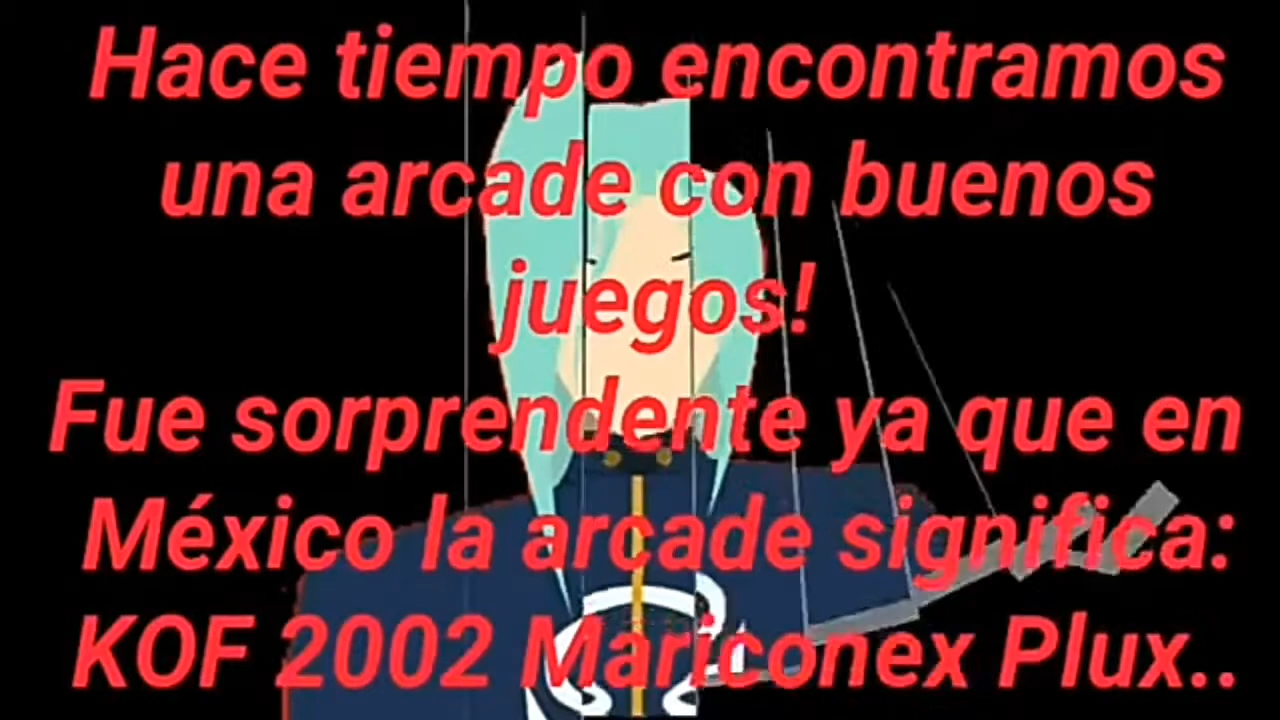 Hace tiempo encontramos
una arcade con buenos
juegos!
Fue sorprendente ya que en
México la arcade significa:
KOF 2002 Mariconex Plux..